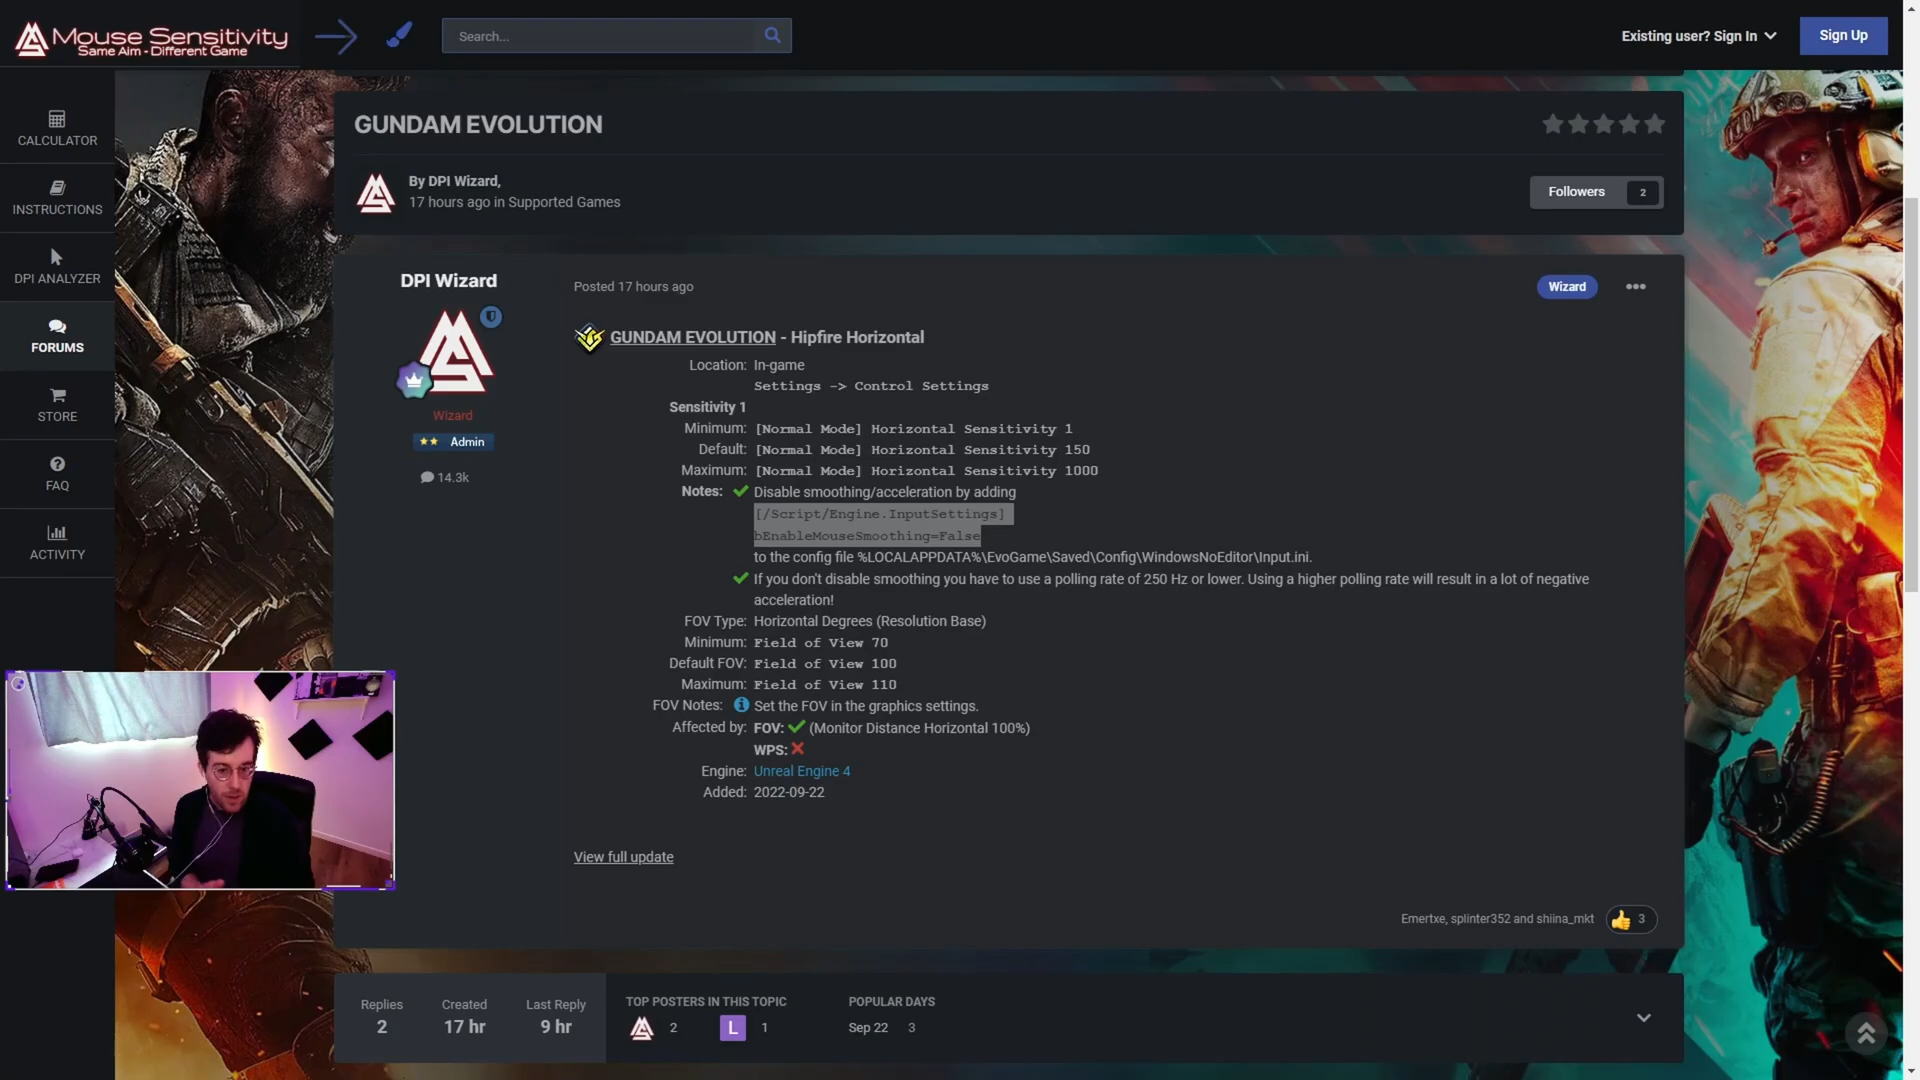 Mouse Sensitivity
Same Aim - Different Game
Search...
Existing user? Sign In
Sign Up
CALCULATOR
INSTRUCTIONS
DPI ANALYZER
FORUMS
STORE
FAQ
ACTIVITY
GUNDAM EVOLUTION
By DPI Wizard,
17 hours ago in Supported Games
Followers 2
DPI Wizard
Wizard
Admin
14.3k
Posted 17 hours ago
Wizard
GUNDAM EVOLUTION - Hipfire Horizontal
Location: In-game
Settings -> Control Settings
Sensitivity 1
Minimum: [Normal Mode] Horizontal Sensitivity 1
Default: [Normal Mode] Horizontal Sensitivity 150
Maximum: [Normal Mode] Horizontal Sensitivity 1000
Notes: Disable smoothing/acceleration by adding
[/Script/Engine.InputSettings]
bEnableMouseSmoothing=False
to the config file %LOCALAPPDATA%\EvoGame\Saved\Config\WindowsNoEditor\Input.ini.
If you don't disable smoothing you have to use a polling rate of 250 Hz or lower. Using a higher polling rate will result in a lot of negative
acceleration!
FOV Type: Horizontal Degrees (Resolution Base)
Minimum: Field of View 70
Default FOV: Field of View 100
Maximum: Field of View 110
FOV Notes: Set the FOV in the graphics settings.
Affected by: FOV: (Monitor Distance Horizontal 100%)
WPS:
Engine: Unreal Engine 4
Added: 2022-09-22
View full update
Emertxe, splinter352 and shiina_mkt 3
Replies
2
Created
17 hr
Last Reply
9 hr
TOP POSTERS IN THIS TOPIC
2
L 1
POPULAR DAYS
Sep 22 3